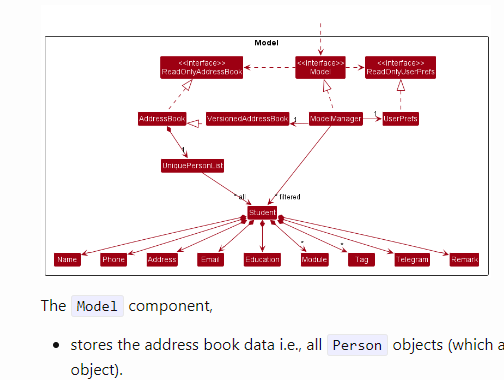 Model
<<Interface>> <<Interface>> <<Interface>>
ReadOnlyAddressBook Model ReadOnlyUserPrefs
AddressBook VersionedAddressBook 1 ModelManager 1 UserPrefs
1
UniquePersonList
* all * filtered
Student
* *
Name Phone Address Email Education Module Tag Telegram Remark
The Model component,
stores the address book data i.e., all Person objects (which a
object).